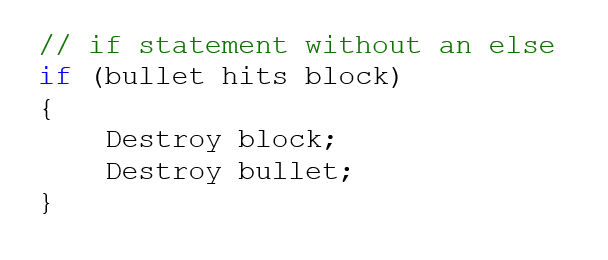 // if statement without an else
if (bullet hits block)
{
    Destroy block;
    Destroy bullet;
}